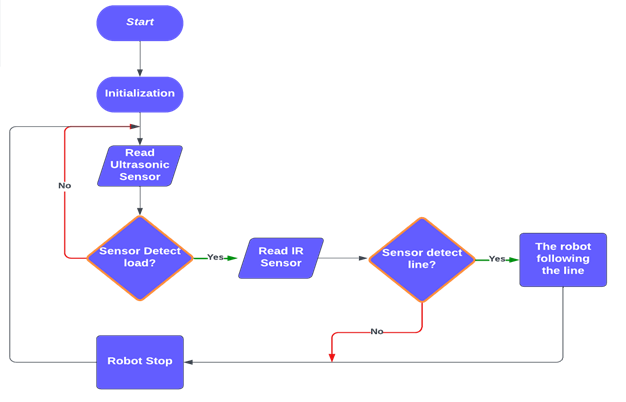 Start
Initialization
Read
Ultrasonic
Sensor
No
Sensor Detect
load?
Yes
Read IR
Sensor
Sensor detect
line?
Yes
The robot
following
the line
No
Robot Stop